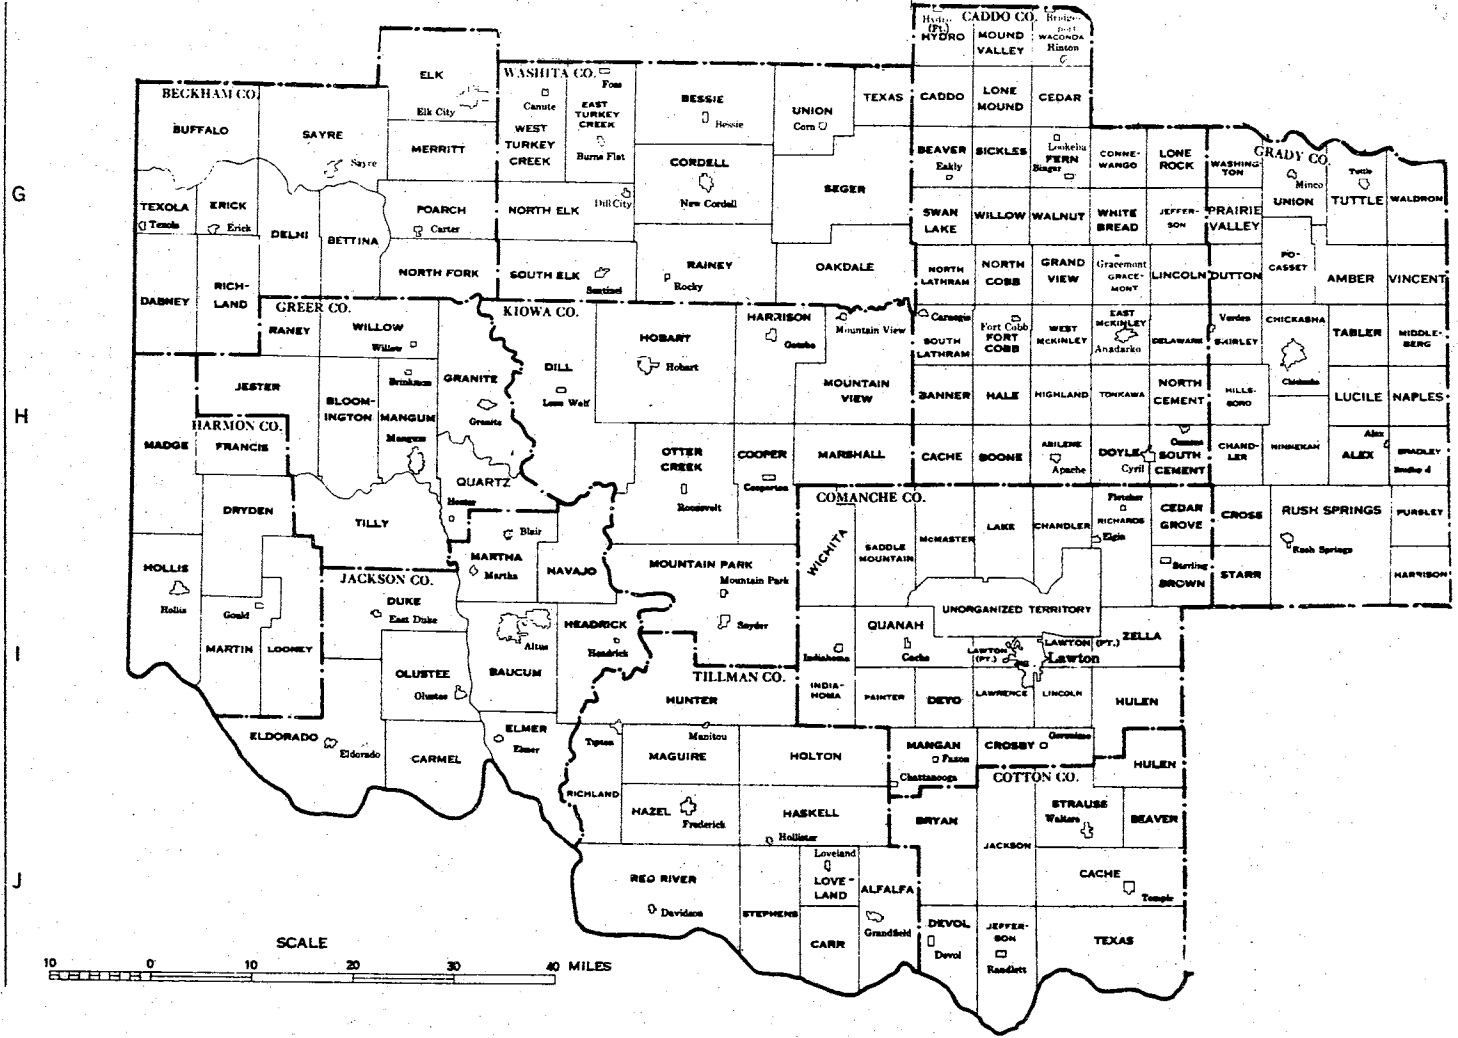 CADDO CO.
Hydro
(Pt.)
HYDRO
MOUND
VALLEY
Bridge-
port
WACONDA
Hinton
ELK
Elk City
WASHITA CO.
Foss
Canute
EAST
TURKEY
CREEK
WEST
TURKEY
CREEK
Burns Flat
BESSIE
Bessie
UNION
Corn
TEXAS
CADDO
LONE
MOUND
CEDAR
BECKHAM CO.
BUFFALO
SAYRE
Sayre
MERRITT
CORDELL
New Cordell
SEGER
BEAVER
Eakly
SICKLES
Lookeba
FERN
Binger
CONNE-
WANGO
LONE
ROCK
WASHING
TON
GRADY CO.
Minco
UNION
Tuttle
TUTTLE
WALDRON
G
TEXOLA
Texola
ERICK
Erick
DELHI
BETTINA
POARCH
Carter
NORTH ELK
Dill City
SWAN
LAKE
WILLOW
WALNUT
WHITE
BREAD
JEFFER-
SON
PRAIRIE
VALLEY
DABNEY
RICH-
LAND
NORTH FORK
SOUTH ELK
Sentinel
RAINEY
Rocky
OAKDALE
NORTH
LATHRAM
NORTH
COBB
GRAND
VIEW
Gracemont
GRACE-
MONT
LINCOLN
DUTTON
PO-
CASSET
AMBER
VINCENT
GREER CO.
RANEY
WILLOW
Willow
KIOWA CO.
HOBART
Hobart
HARRISON
Gotebo
Mountain View
Carnegie
SOUTH
LATHRAM
Fort Cobb
FORT
COBB
WEST
McKINLEY
EAST
McKINLEY
Anadarko
DELAWARE
Verden
SHIRLEY
CHICKASHA
Chickasha
TABLER
MIDDLE-
BERG
H
JESTER
BLOOM-
INGTON
Brinkman
MANGUM
Mangum
GRANITE
Granite
DILL
Lone Wolf
MOUNTAIN
VIEW
BANNER
HALE
HIGHLAND
TONKAWA
NORTH
CEMENT
HILLS-
BORO
LUCILE
NAPLES
MADGE
HARMON CO.
FRANCIS
QUARTZ
Hester
OTTER
CREEK
Roosevelt
COOPER
Cooperton
MARSHALL
CACHE
BOONE
ABILENE
Apache
DOYLE
Cyril
Cement
SOUTH
CEMENT
CHAND-
LER
NINNEKAH
Alex
ALEX
BRADLEY
DRYDEN
TILLY
Blair
MARTHA
Martha
NAVAJO
COMANCHE CO.
WICHITA
SADDLE
MOUNTAIN
McMASTER
LAKE
CHANDLER
Fletcher
RICHARDS
Elgin
CEDAR
GROVE
CROSS
RUSH SPRINGS
Rush Springs
PURSLEY
HOLLIS
Hollis
JACKSON CO.
DUKE
East Duke
MOUNTAIN PARK
Mountain Park
Snyder
Sterling
BROWN
STARR
HARRISON
UNORGANIZED TERRITORY
I
Gould
MARTIN
LOONEY
Altus
BAUCUM
HEADRICK
Headrick
QUANAH
Cache
Indiahoma
LAWTON
(PT.)
LAWTON (PT.)
Lawton
ZELLA
OLUSTEE
Olustee
TILLMAN CO.
HUNTER
INDIA-
HOMA
PAINTER
DEYO
LAWRENCE
LINCOLN
HULEN
ELDORADO
Eldorado
CARMEL
ELMER
Elmer
Tipton
Manitou
MAGUIRE
HOLTON
MANGAN
Faxon
Chattanooga
CROSBY
Geronimo
HULEN
COTTON CO.
RICHLAND
HAZEL
Frederick
HASKELL
Hollister
BRYAN
JACKSON
STRAUSE
Walters
BEAVER
J
RED RIVER
Davidson
STEPHENS
Loveland
LOVE-
LAND
CARR
ALFALFA
Grandfield
DEVOL
Devol
JEFFER-
SON
Randlett
CACHE
Temple
TEXAS
SCALE
10 0 10 20 30 40 MILES